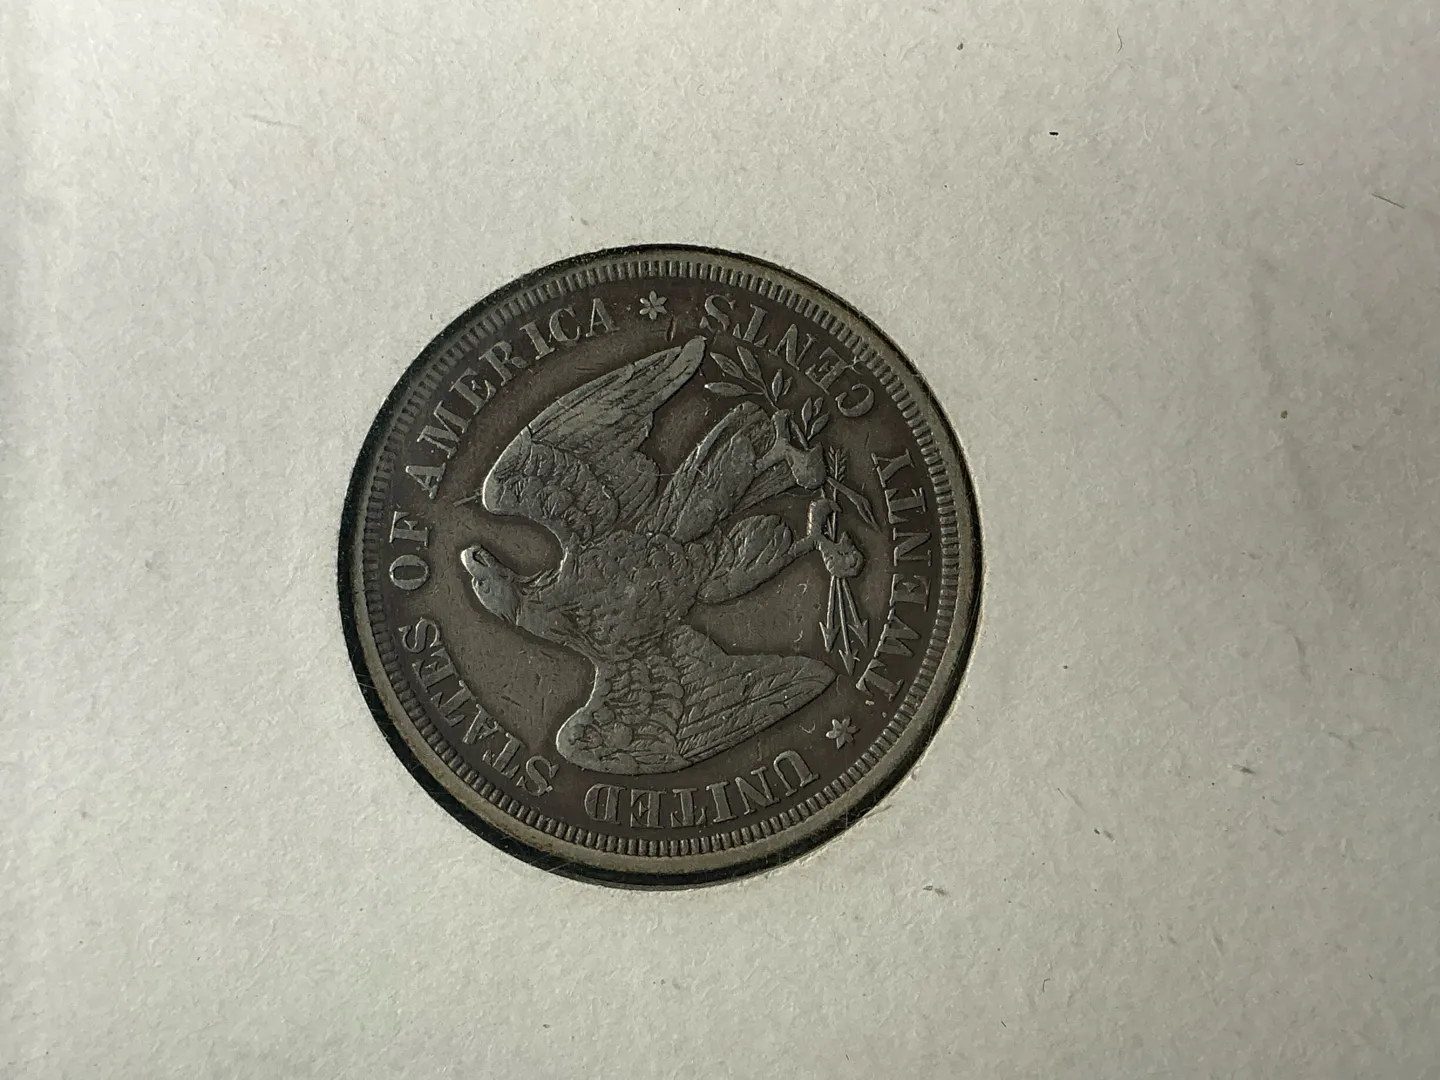 UNITED STATES OF AMERICA
TWENTY CENTS.